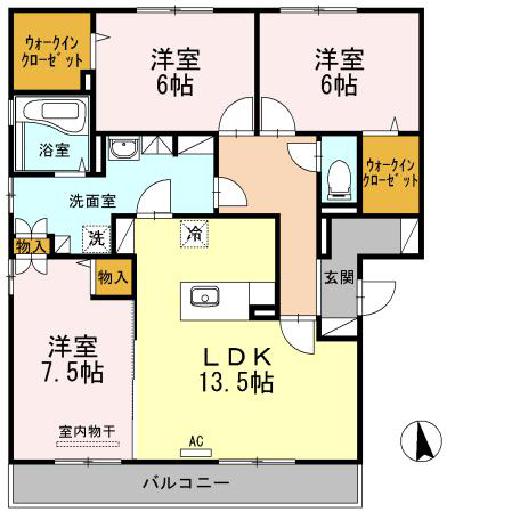 ウォークイン
クローゼット
洋室
6帖
洋室
6帖
浴室
ウォークイン
クローゼット
洗面室
洗
冷
物入
物入
玄関
洋室
7.5帖
LDK
13.5帖
室内物干
AC
バルコニー